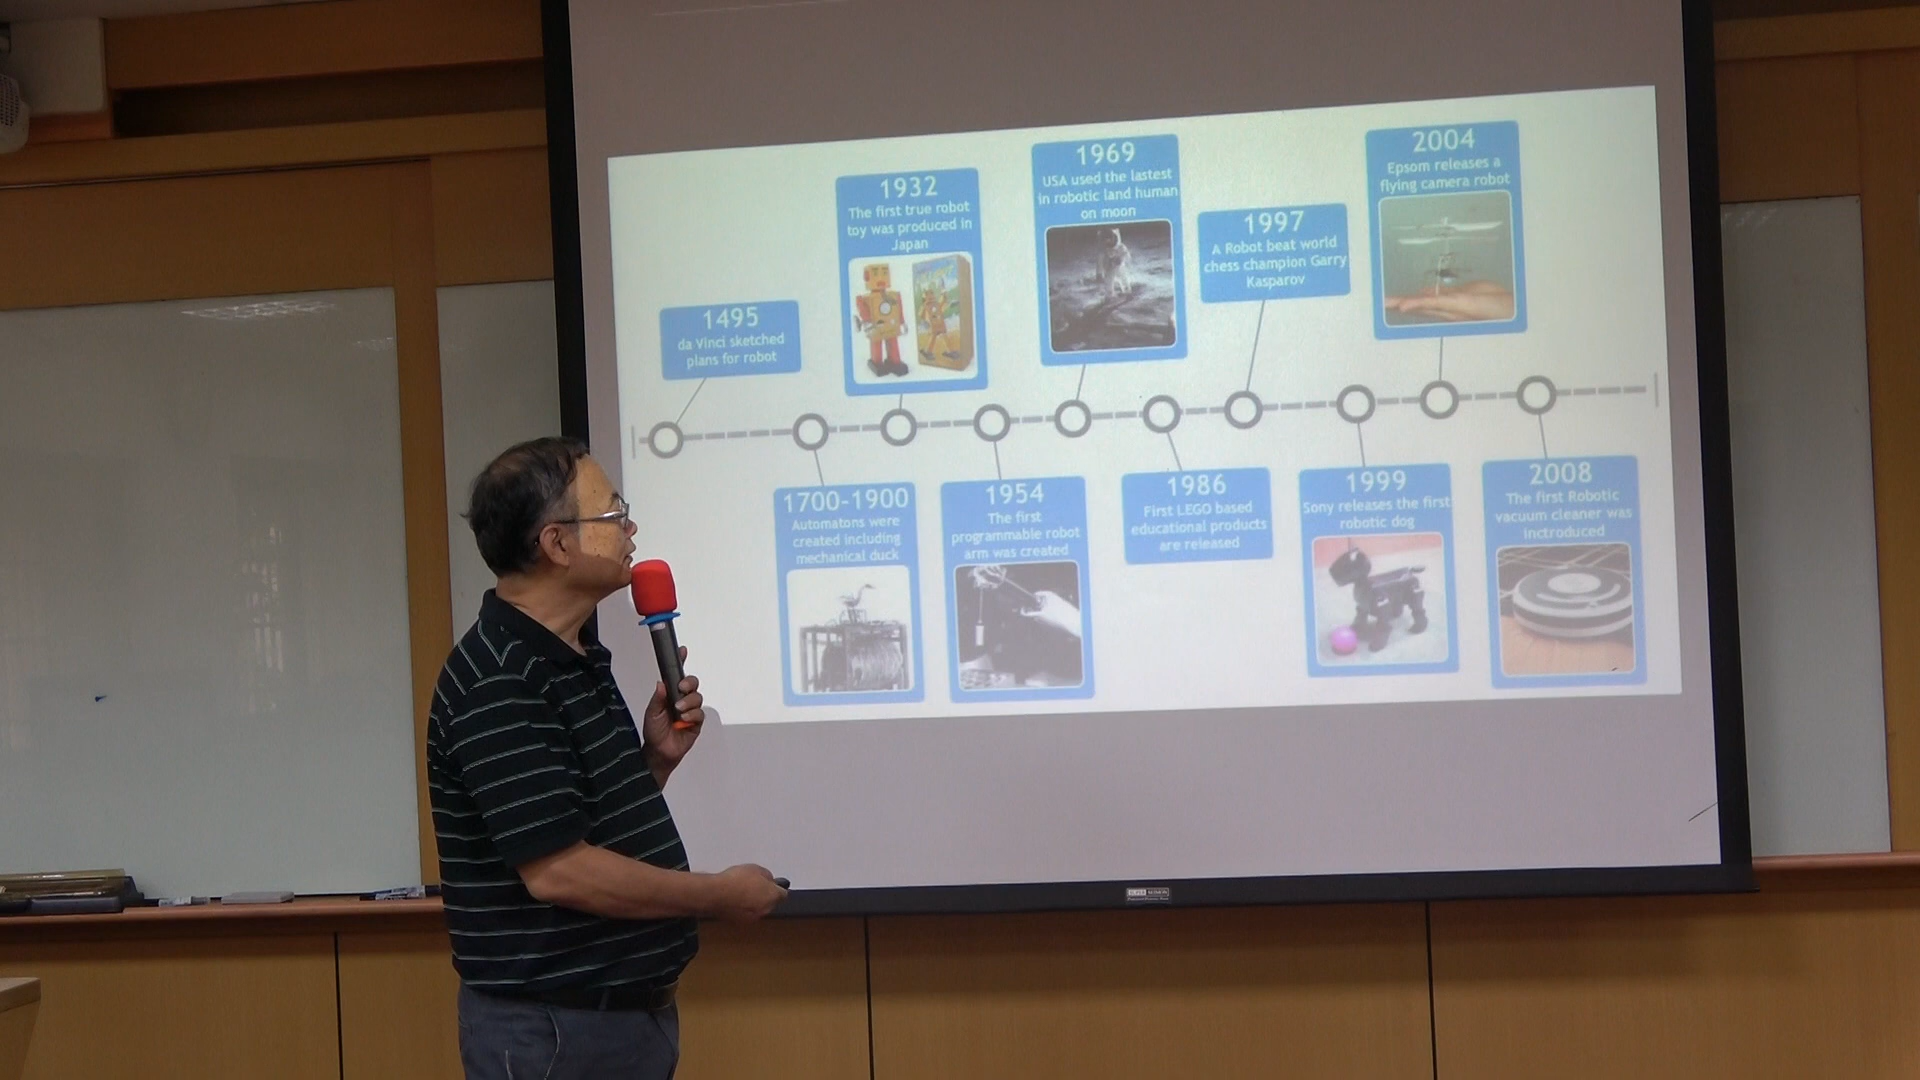 1495
da Vinci sketched
plans for robot
1700-1900
Automatons were
created including
mechanical duck
1932
The first true robot
toy was produced in
Japan
1954
The first
programmable robot
arm was created
1969
USA used the lastest
in robotic land human
on moon
1986
First LEGO based
educational products
are released
1997
A Robot beat world
chess champion Garry
Kasparov
1999
Sony releases the first
robotic dog
2004
Epsom releases a
flying camera robot
2008
The first Robotic
vacuum cleaner was
inctroduced